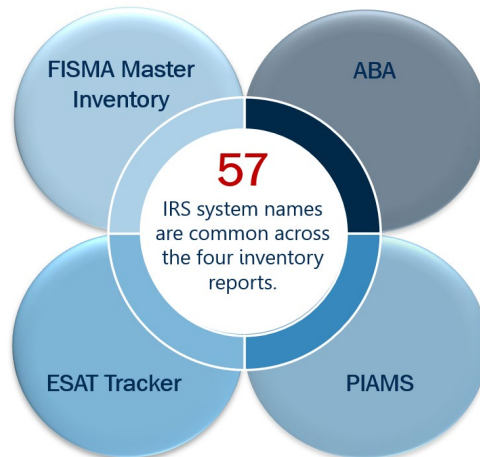 FISMA Master
Inventory
ABA
57
IRS system names
are common across
the four inventory
reports.
ESAT Tracker
PIAMS